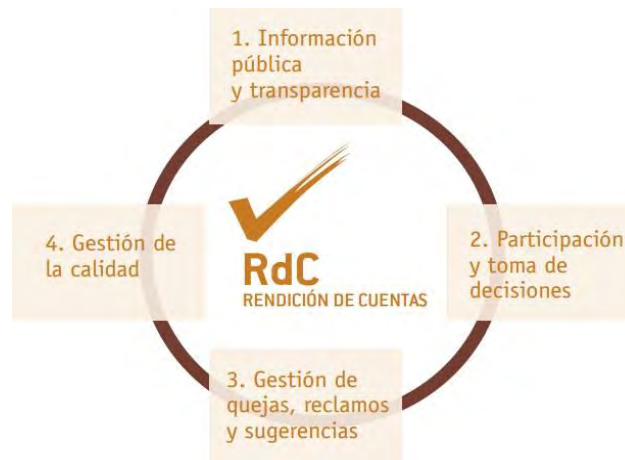 1. Información
pública
y transparencia
4. Gestión de
la calidad
RdC
RENDICIÓN DE CUENTAS
2. Participación
y toma de
decisiones
3. Gestión de
quejas, reclamos
y sugerencias